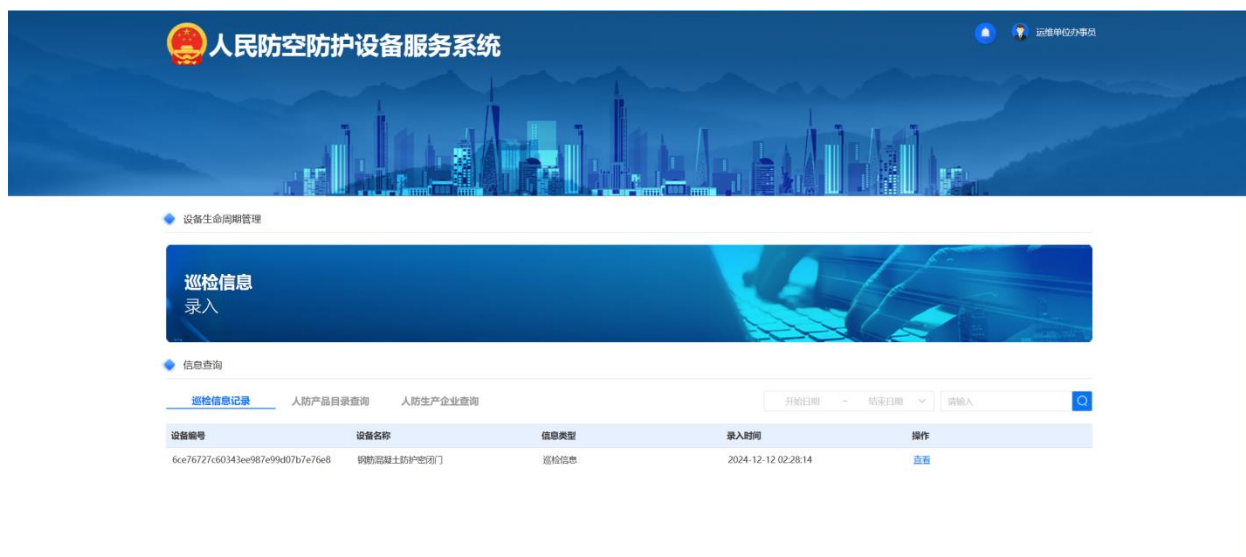 人民防空防护设备服务系统
运维单位办事员
设备生命周期管理
巡检信息
录入
信息查询
巡检信息记录 人防产品目录查询 人防生产企业查询 开始日期 ~ 结束日期 请输入
设备编号 设备名称 信息类型 录入时间 操作
6ce76727c60343ee987e99d07b7e76e8 钢筋混凝土防护密闭门 巡检信息 2024-12-12 02:28:14 查看